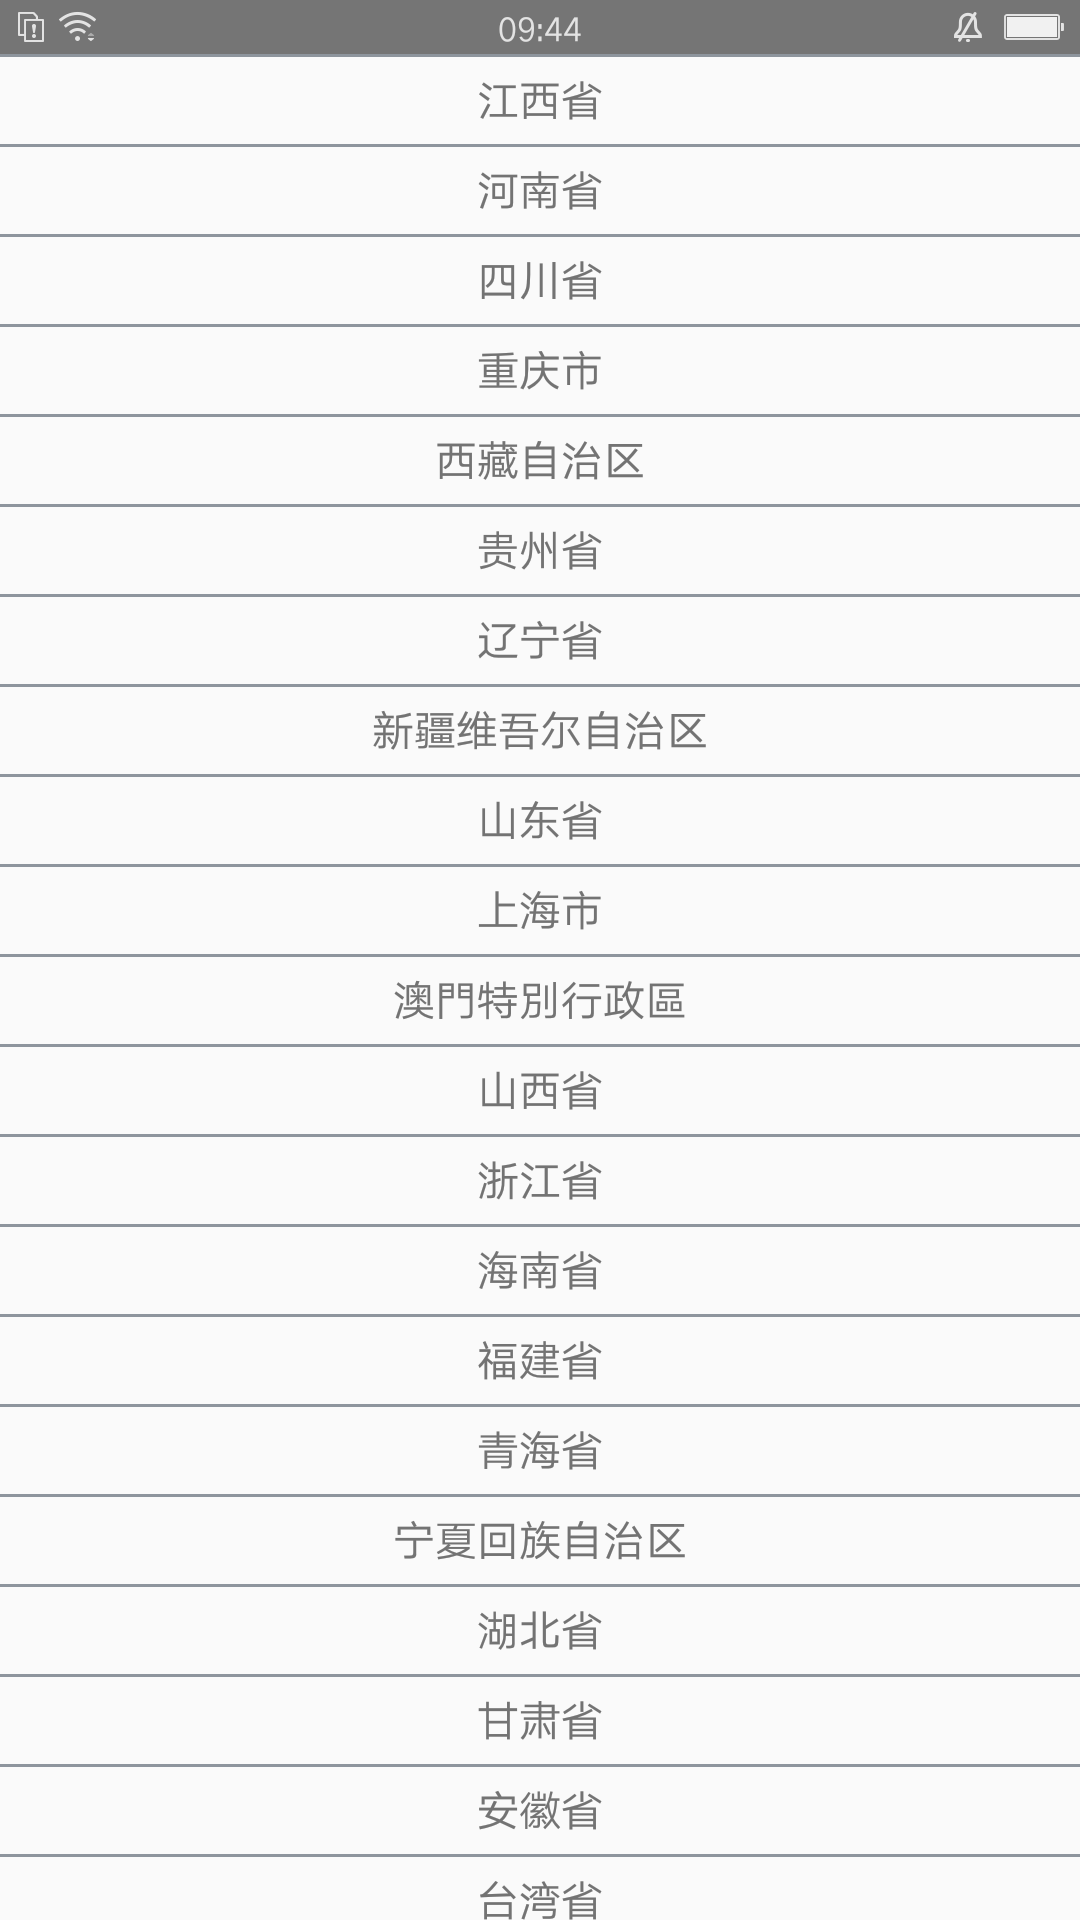 09:44
江西省
河南省
四川省
重庆市
西藏自治区
贵州省
辽宁省
新疆维吾尔自治区
山东省
上海市
澳門特別行政區
山西省
浙江省
海南省
福建省
青海省
宁夏回族自治区
湖北省
甘肃省
安徽省
台湾省